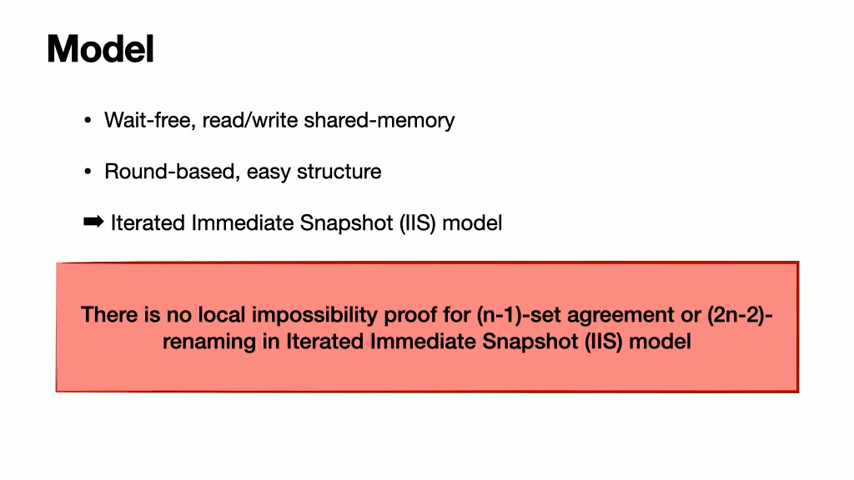 Model
• Wait-free, read/write shared-memory
• Round-based, easy structure
➡ Iterated Immediate Snapshot (IIS) model
There is no local impossibility proof for (n-1)-set agreement or (2n-2)-
renaming in Iterated Immediate Snapshot (IIS) model